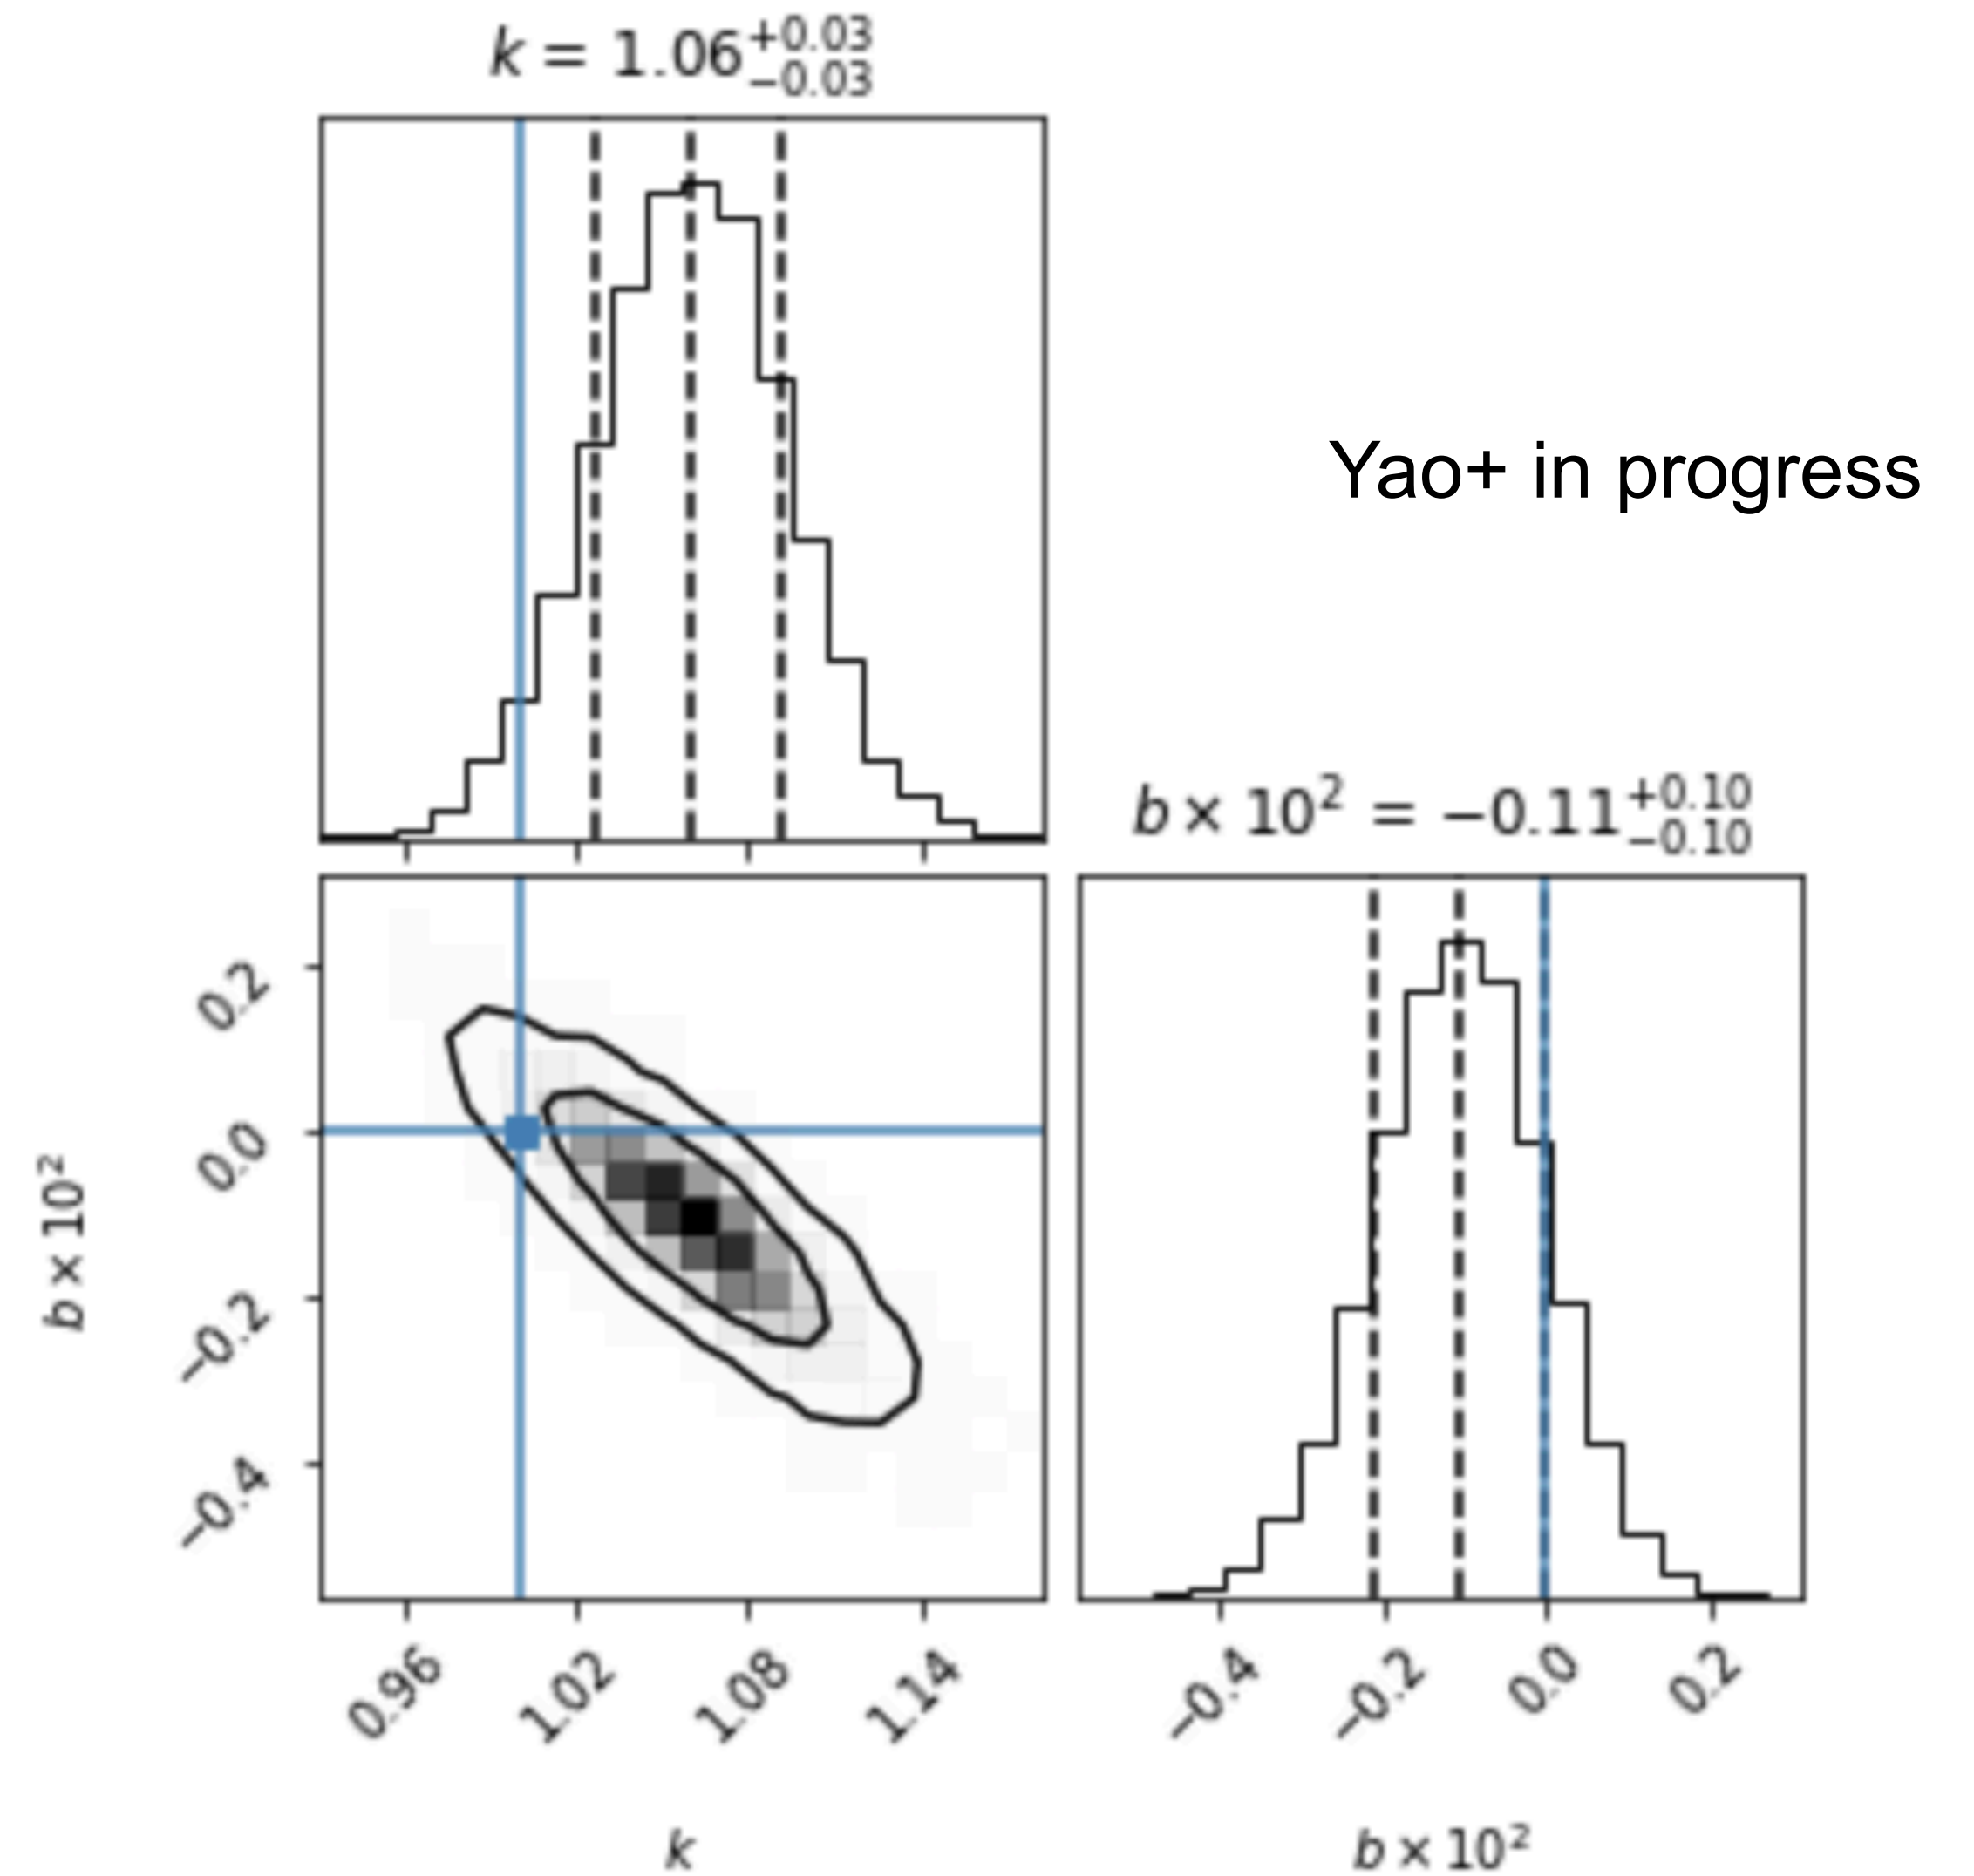 k = 1.06 +0.03 −0.03
Yao+ in progress
b × 10² = −0.11 +0.10 −0.10
b × 10²
0.2
0.0
−0.2
−0.4
0.96
1.02
1.08
1.14
k
−0.4
−0.2
0.0
0.2
b × 10²